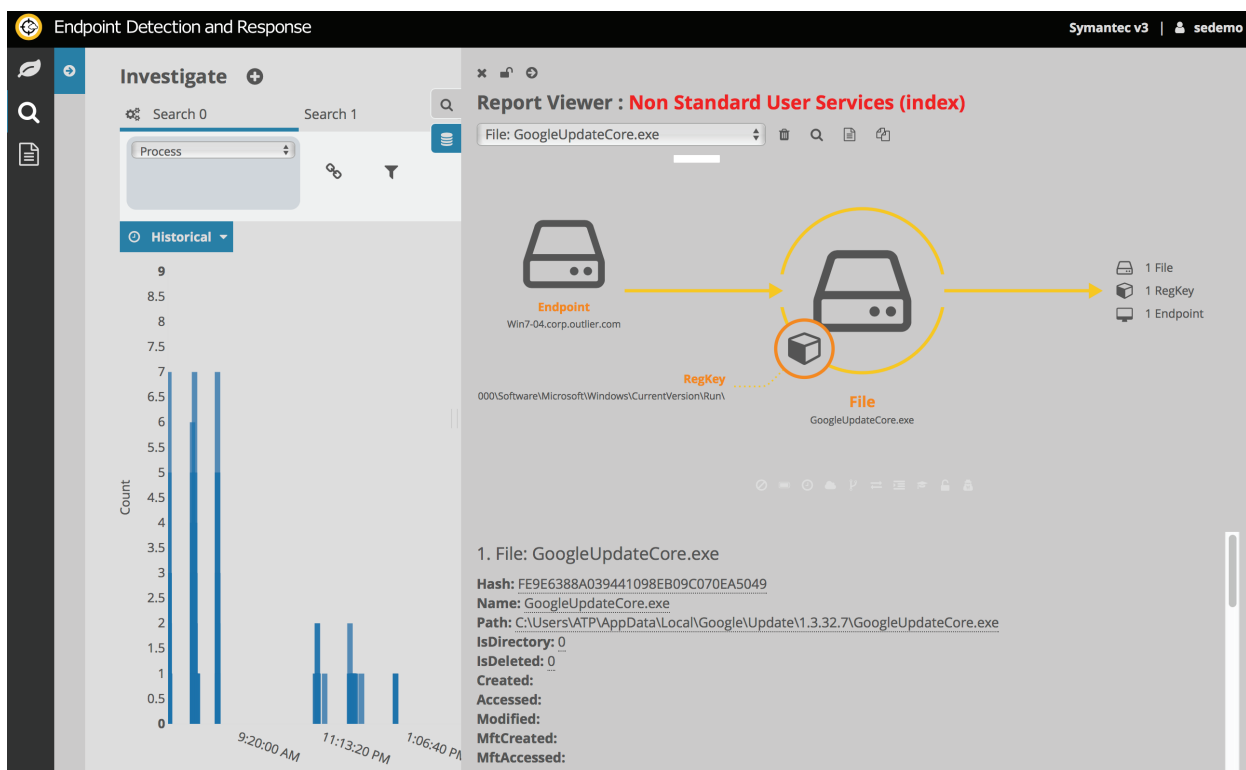 Endpoint Detection and Response
Symantec v3 | sedemo
Investigate
Search 0 Search 1
Process
Historical
9
8.5
8
7.5
7
6.5
6
5.5
5
4.5
4
3.5
3
2.5
2
1.5
1
0.5
0
Count
9:20:00 AM
11:13:20 PM
1:06:40 PM
Report Viewer : Non Standard User Services (index)
File: GoogleUpdateCore.exe
Endpoint
Win7-04.corp.outlier.com
RegKey
000\Software\Microsoft\Windows\CurrentVersion\Run\
File
GoogleUpdateCore.exe
1 File
1 RegKey
1 Endpoint
1. File: GoogleUpdateCore.exe
Hash: FE9E6388A039441098EB09C070EA5049
Name: GoogleUpdateCore.exe
Path: C:\Users\ATP\AppData\Local\Google\Update\1.3.32.7\GoogleUpdateCore.exe
IsDirectory: 0
IsDeleted: 0
Created:
Accessed:
Modified:
MftCreated:
MftAccessed: